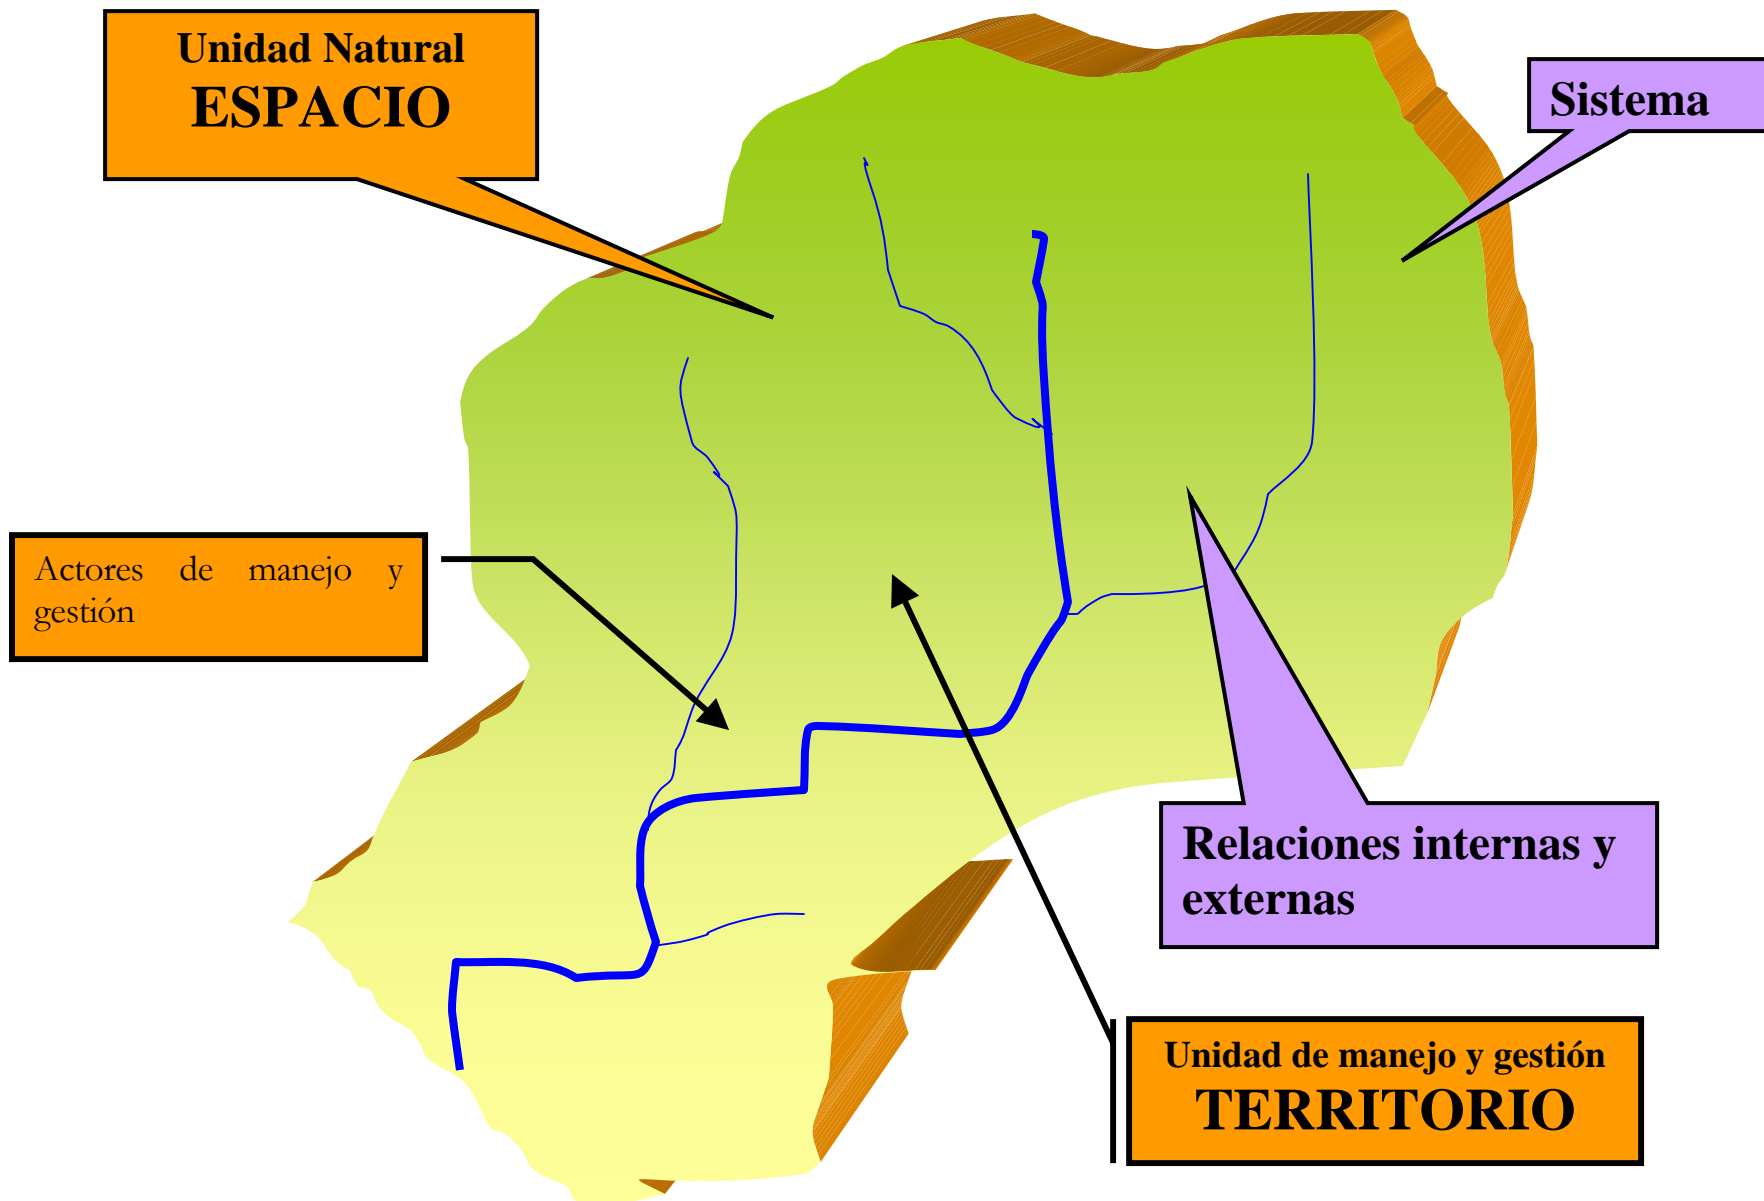 Unidad Natural
ESPACIO
Sistema
Actores de manejo y
gestión
Relaciones internas y
externas
Unidad de manejo y gestión
TERRITORIO